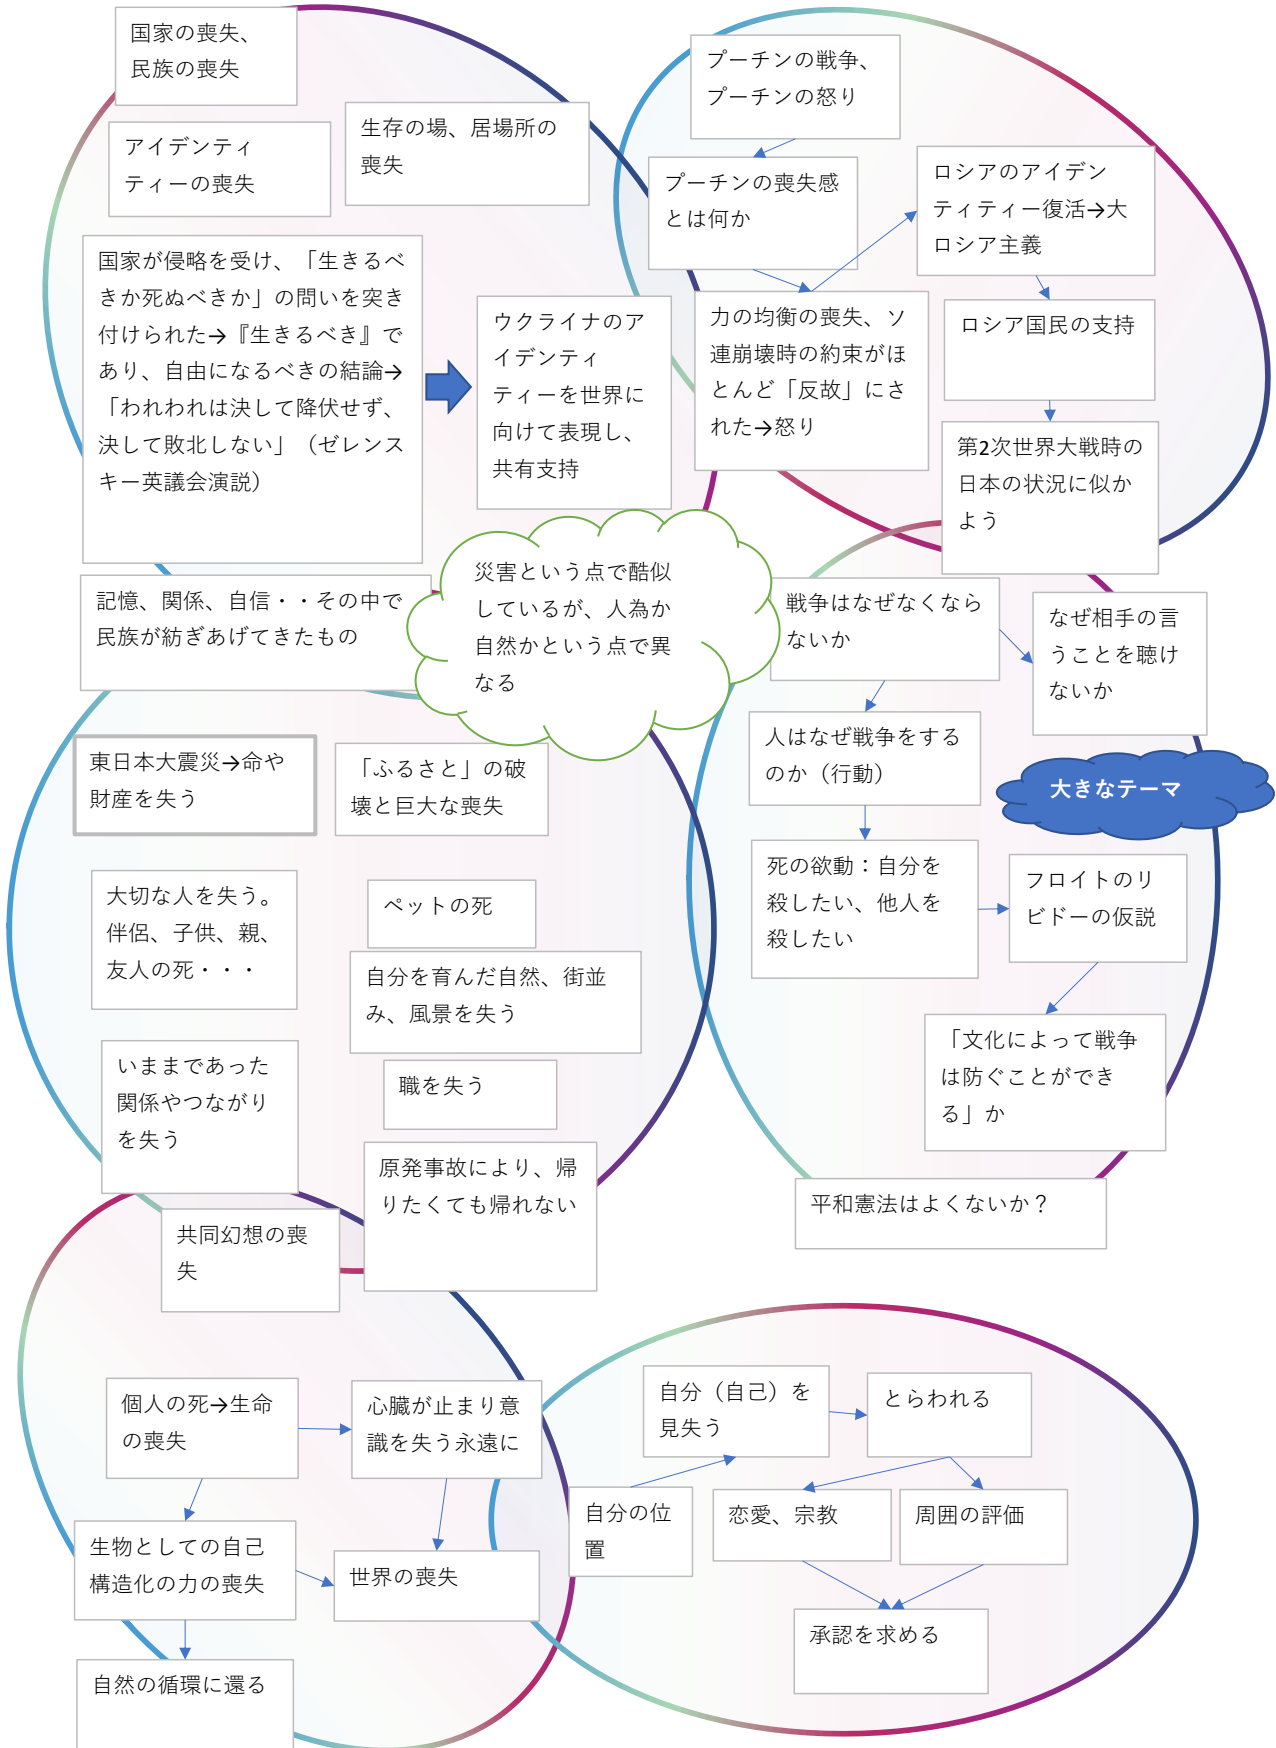 国家の喪失、
民族の喪失
アイデンティ
ティーの喪失
生存の場、居場所の
喪失
国家が侵略を受け、「生きるべ
きか死ぬべきか」の問いを突き
付けられた→『生きるべき』で
あり、自由になるべきの結論→
「われわれは決して降伏せず、
決して敗北しない」（ゼレンス
キー英議会演説）
ウクライナのア
イデンティ
ティーを世界に
向けて表現し、
共有支持
記憶、関係、自信・・その中で
民族が紡ぎあげてきたもの
プーチンの戦争、
プーチンの怒り
プーチンの喪失感
とは何か
力の均衡の喪失、ソ
連崩壊時の約束がほ
とんど「反故」にさ
れた→怒り
ロシアのアイデン
ティティー復活→大
ロシア主義
ロシア国民の支持
第2次世界大戦時の
日本の状況に似か
よう
災害という点で酷似
しているが、人為か
自然かという点で異
なる
戦争はなぜなくなら
ないか
なぜ相手の言
うことを聴け
ないか
人はなぜ戦争をする
のか（行動）
大きなテーマ
死の欲動：自分を
殺したい、他人を
殺したい
フロイトのリ
ビドーの仮説
「文化によって戦争
は防ぐことができ
る」か
平和憲法はよくないか？
東日本大震災→命や
財産を失う
「ふるさと」の破
壊と巨大な喪失
大切な人を失う。
伴侶、子供、親、
友人の死・・・
ペットの死
自分を育んだ自然、街並
み、風景を失う
いままであった
関係やつながり
を失う
職を失う
原発事故により、帰
りたくても帰れない
共同幻想の喪
失
個人の死→生命
の喪失
心臓が止まり意
識を失う永遠に
生物としての自己
構造化の力の喪失
世界の喪失
自然の循環に還る
自分（自己）を
見失う
とらわれる
自分の位
置
恋愛、宗教
周囲の評価
承認を求める